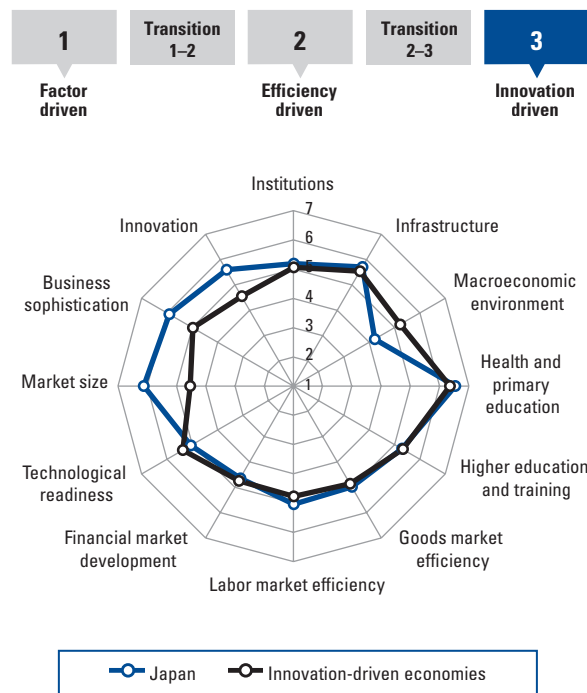 1
Transition
1–2
2
Transition
2–3
3
Factor
driven
Efficiency
driven
Innovation
driven
Institutions
7
6
5
4
3
2
1
Infrastructure
Macroeconomic
environment
Health and
primary
education
Higher education
and training
Goods market
efficiency
Labor market efficiency
Financial market
development
Technological
readiness
Market size
Business
sophistication
Innovation
Japan
Innovation-driven economies